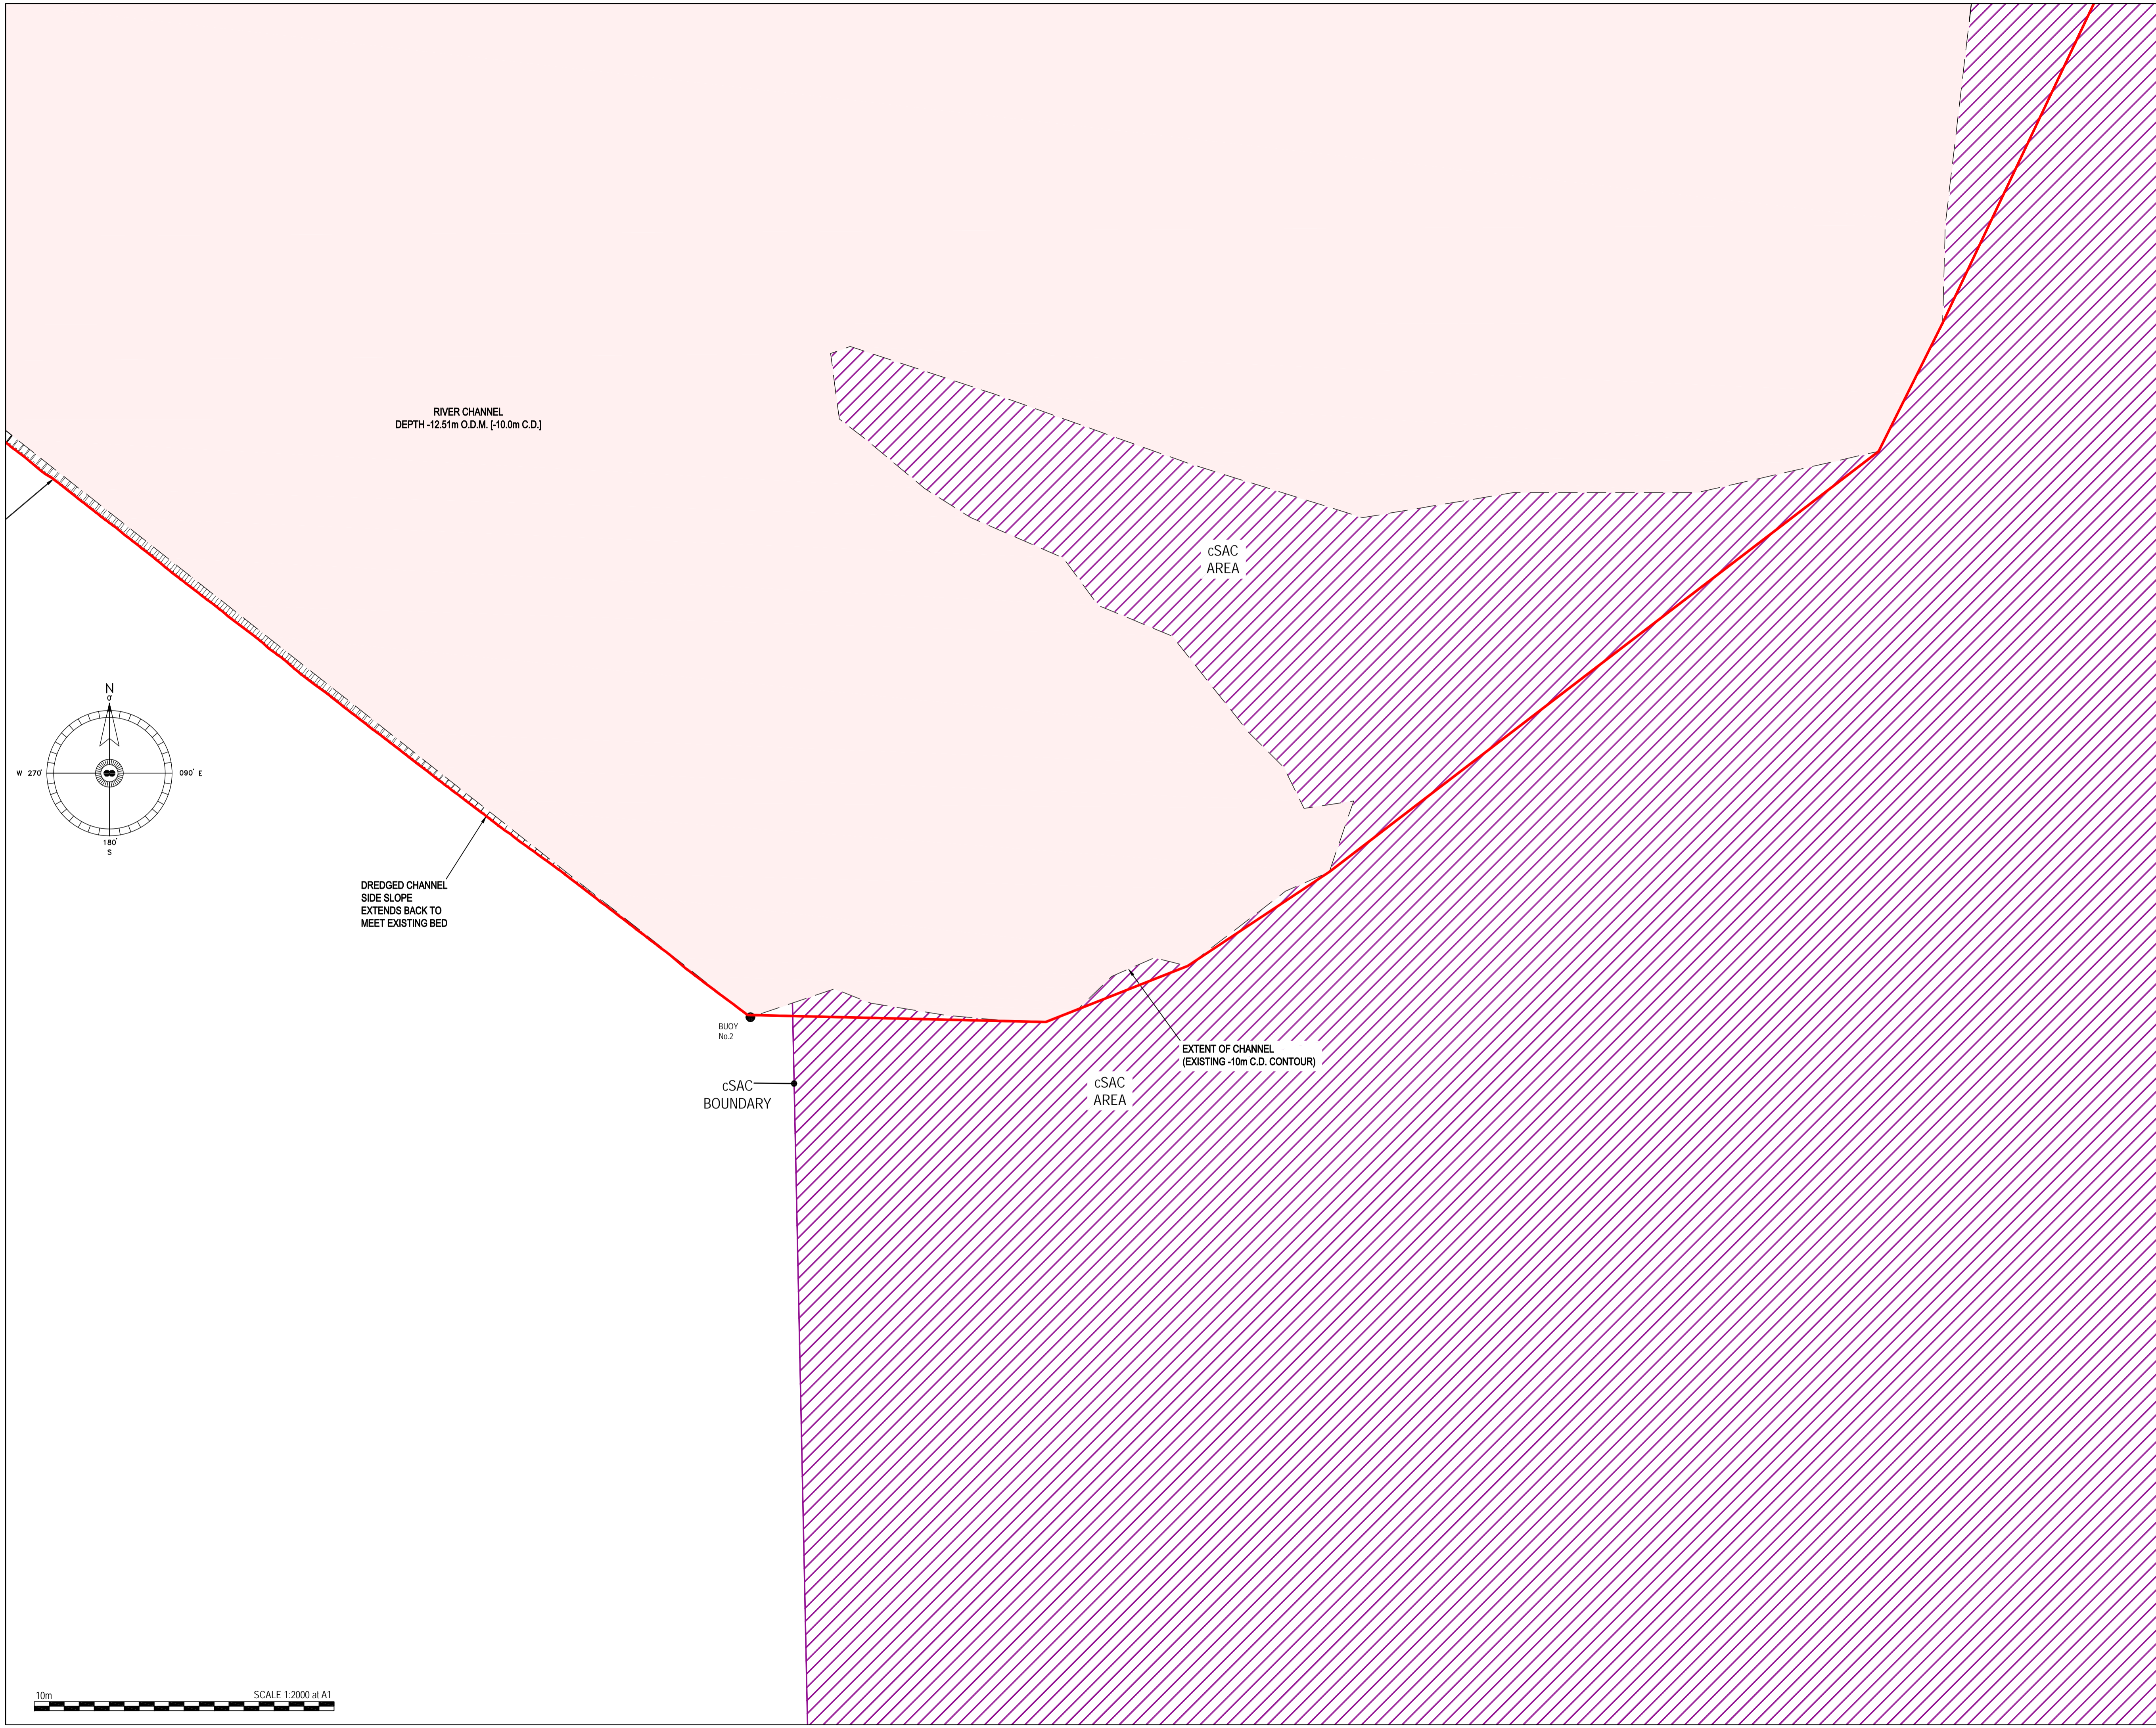 RIVER CHANNEL
DEPTH -12.51m O.D.M. [-10.0m C.D.]
cSAC
AREA
N
0°
W 270°
090° E
180°
S
DREDGED CHANNEL
SIDE SLOPE
EXTENDS BACK TO
MEET EXISTING BED
BUOY
No.2
EXTENT OF CHANNEL
(EXISTING -10m C.D. CONTOUR)
cSAC
BOUNDARY
cSAC
AREA
10m
SCALE 1:2000 at A1